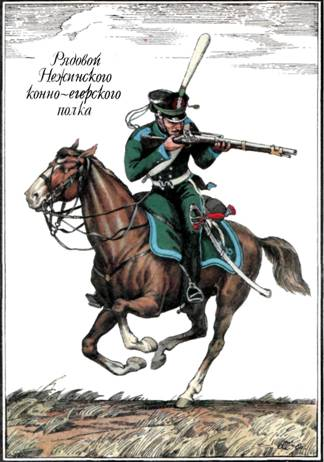 Рядовой
Нежинского
конно-егерского
полка